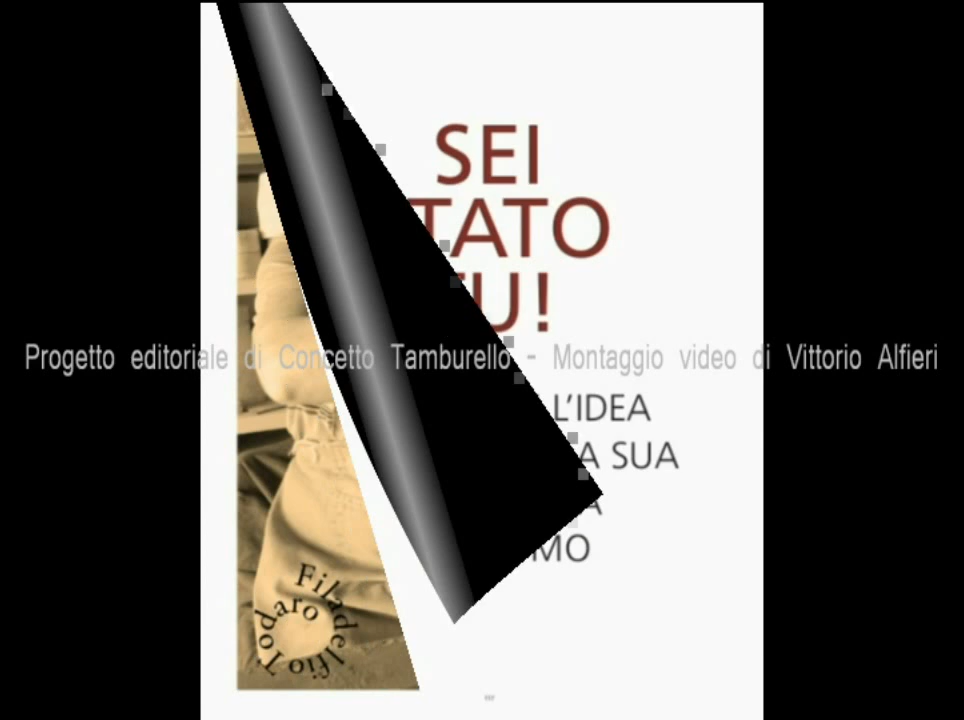 SEI
TATO
U!
Progetto editoriale di Concetto Tamburello - Montaggio video di Vittorio Alfieri
L'IDEA
A SUA
A
MO
Filadelfio Todaro